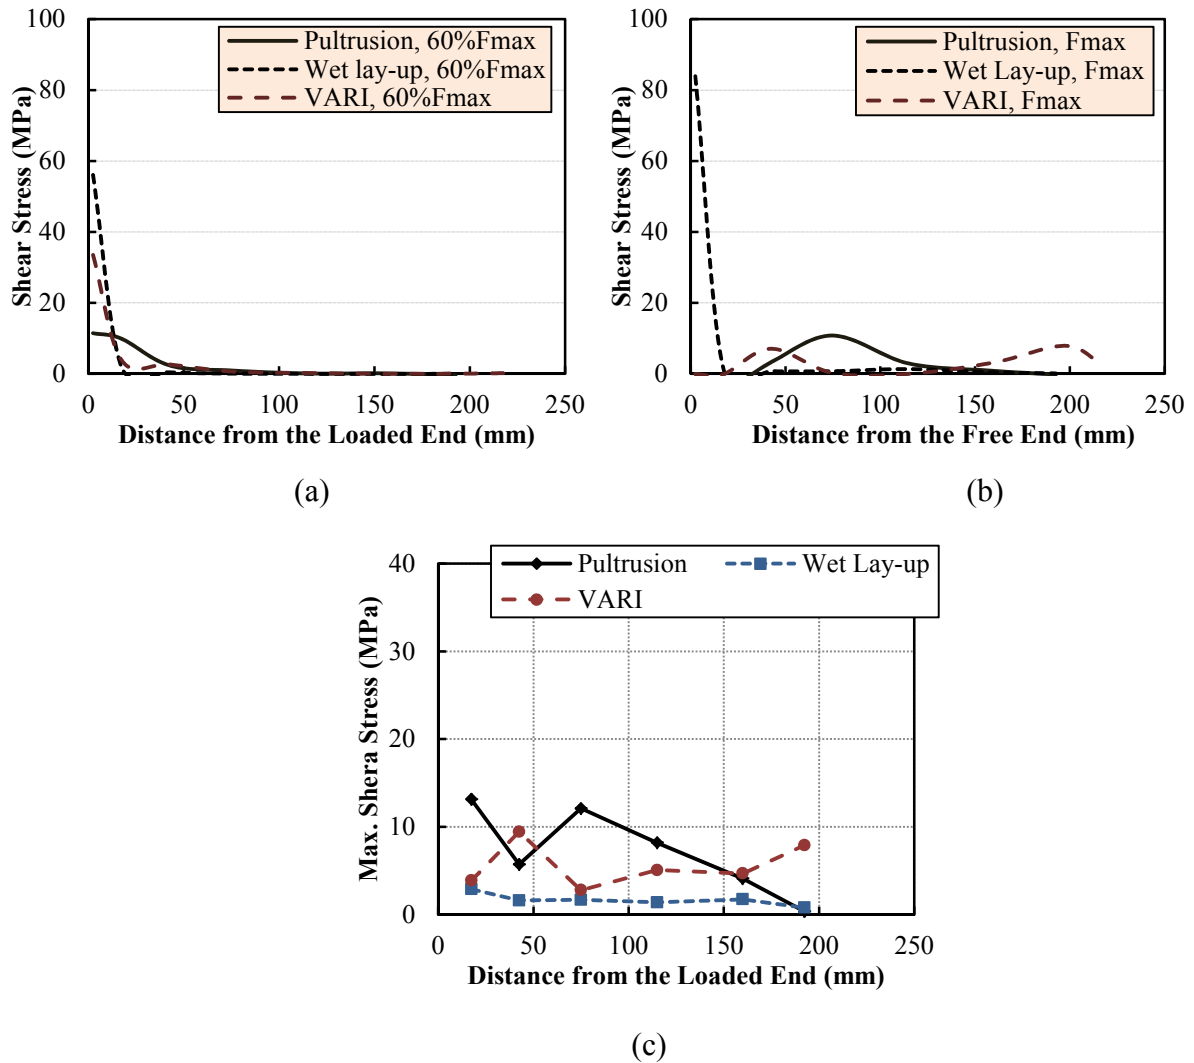 100
80
60
40
20
0
Shear Stress (MPa)
Pultrusion, 60%Fmax
Wet lay-up, 60%Fmax
VARI, 60%Fmax
0 50 100 150 200 250
Distance from the Loaded End (mm)
(a)
100
80
60
40
20
0
Shear Stress (MPa)
Pultrusion, Fmax
Wet Lay-up, Fmax
VARI, Fmax
0 50 100 150 200 250
Distance from the Free End (mm)
(b)
40
30
20
10
0
Max. Shera Stress (MPa)
Pultrusion Wet Lay-up
VARI
0 50 100 150 200 250
Distance from the Loaded End (mm)
(c)